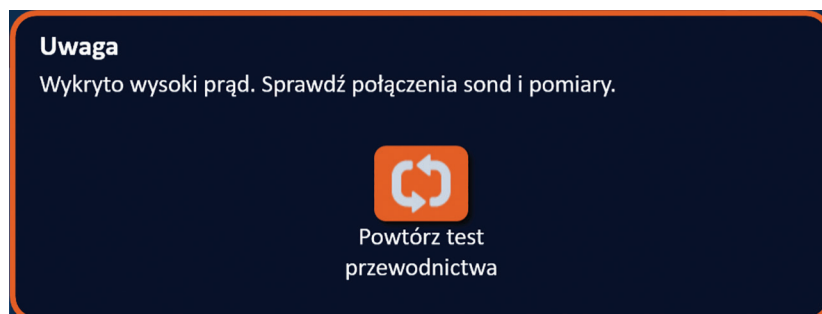 Uwaga
Wykryto wysoki prąd. Sprawdź połączenia sond i pomiary.
Powtórz test
przewodnictwa